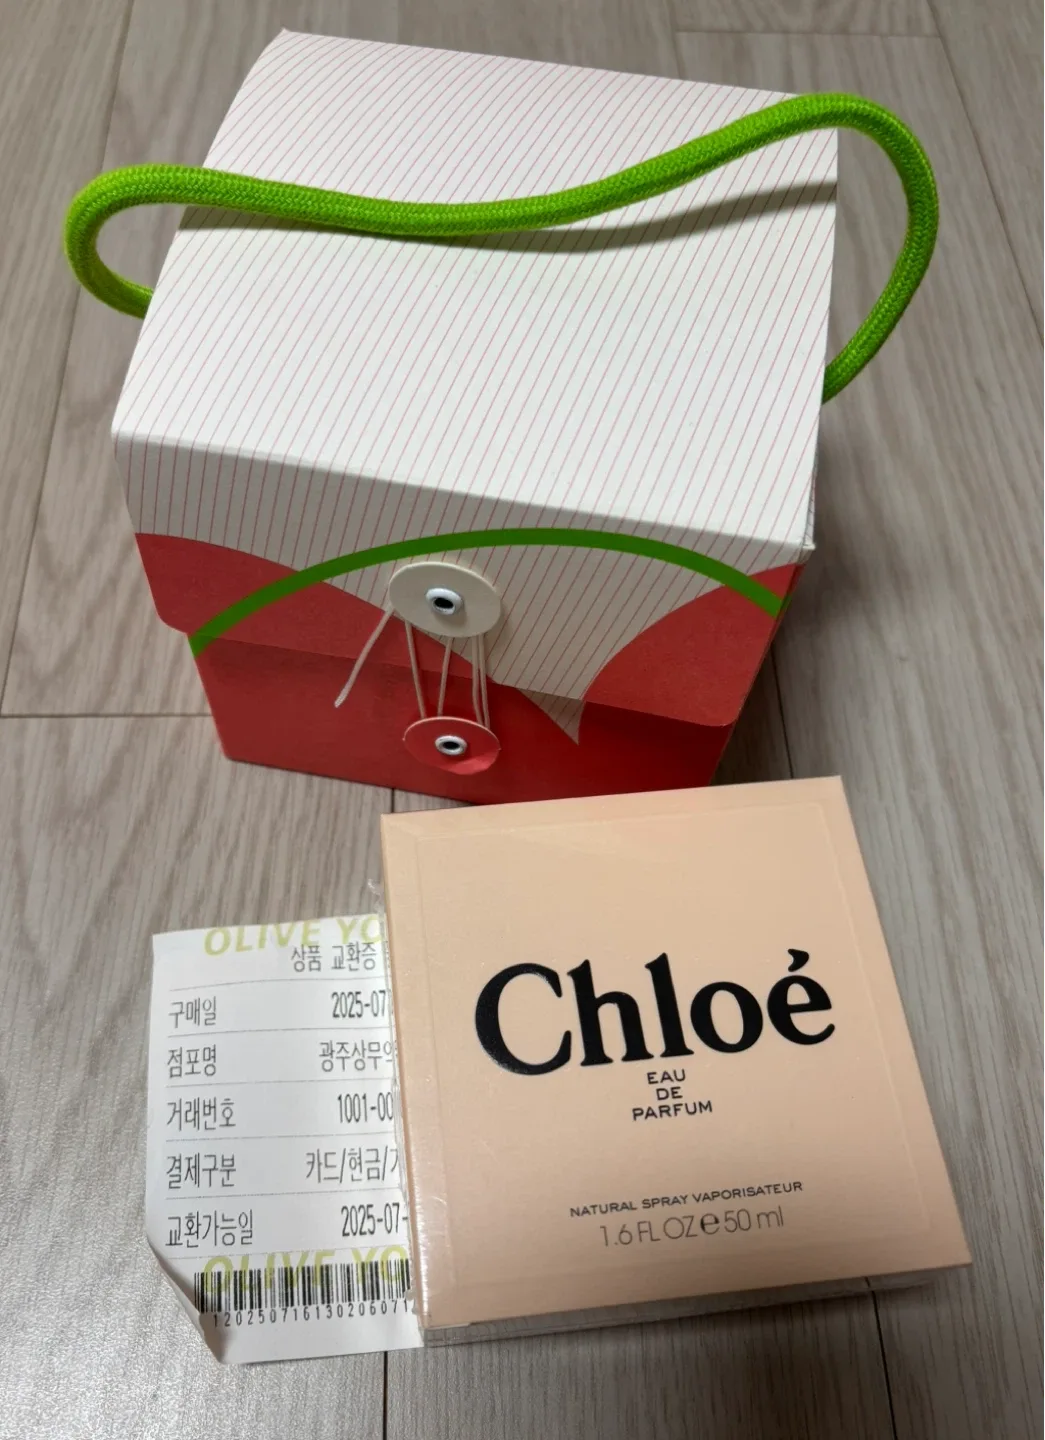 OLIVE YO
상품 교환증
구매일 2025-07
점포명 광주상무
거래번호 1001-00
결제구분 카드/현금/
교환가능일 2025-07-
OLIVE YO
120250716130206071
Chloé
EAU
DE
PARFUM
NATURAL SPRAY VAPORISATEUR
1.6 FL OZ e 50 ml